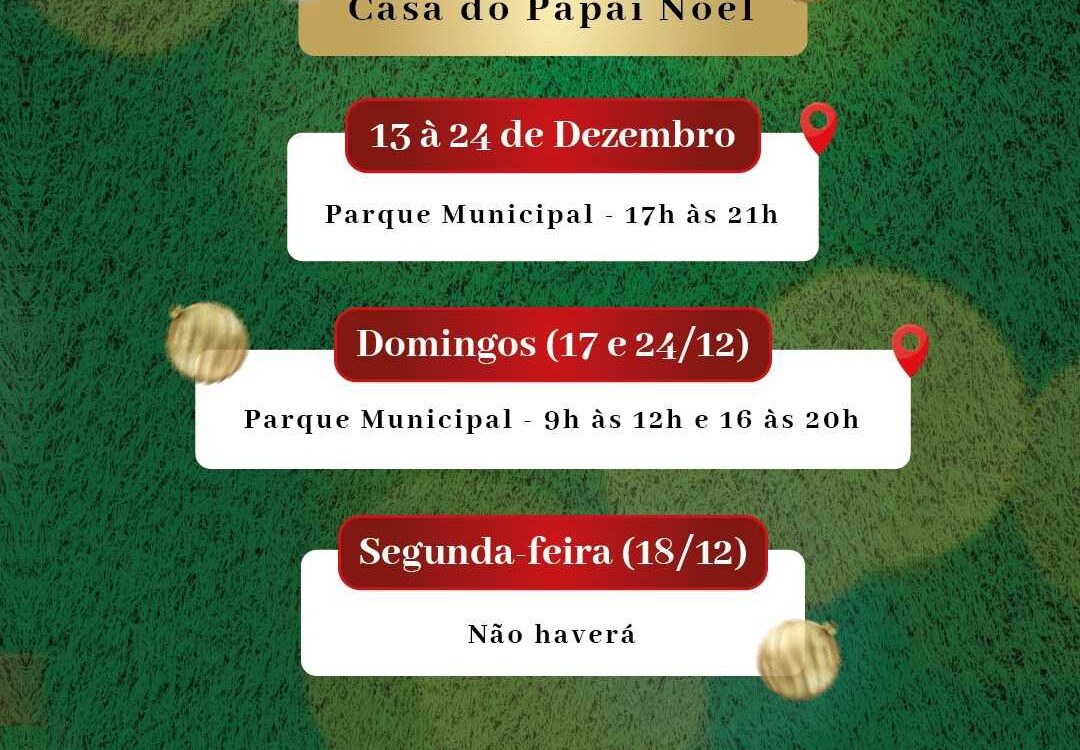 Casa do Papai Noel
13 à 24 de Dezembro
Parque Municipal - 17h às 21h
Domingos (17 e 24/12)
Parque Municipal - 9h às 12h e 16 às 20h
Segunda-feira (18/12)
Não haverá